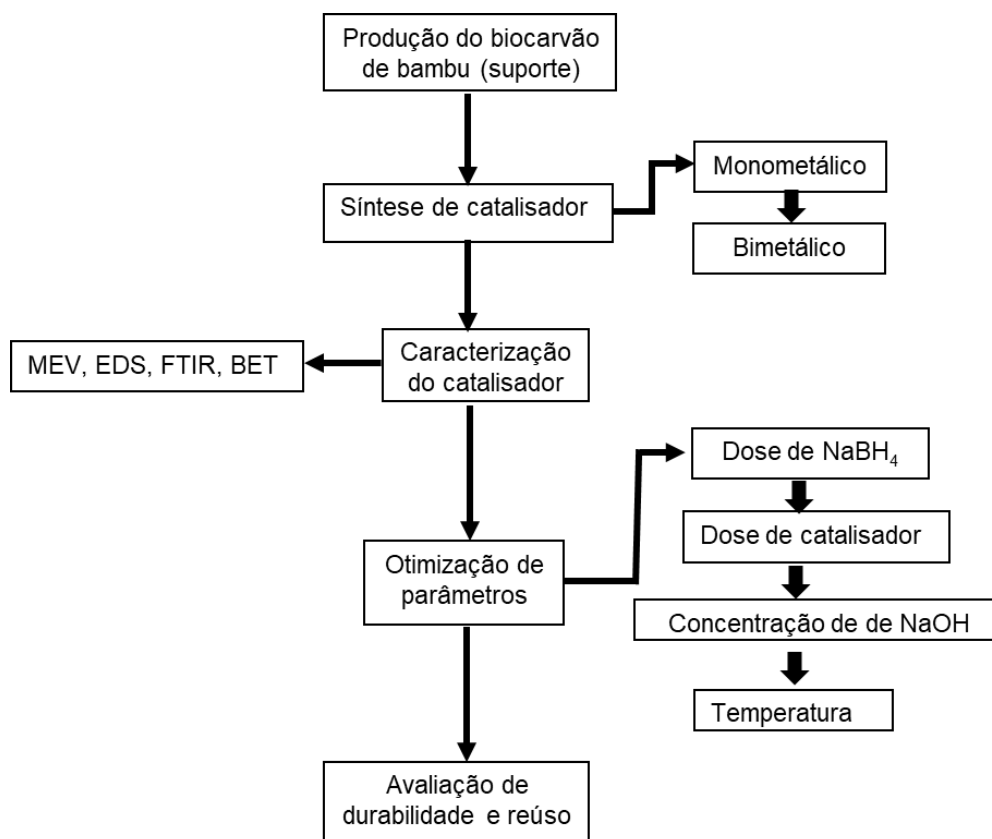 Produção do biocarvão
de bambu (suporte)
Síntese de catalisador
Monometálico
Bimetálico
Caracterização
do catalisador
MEV, EDS, FTIR, BET
Otimização de
parâmetros
Dose de NaBH₄
Dose de catalisador
Concentração de de NaOH
Temperatura
Avaliação de
durabilidade e reúso